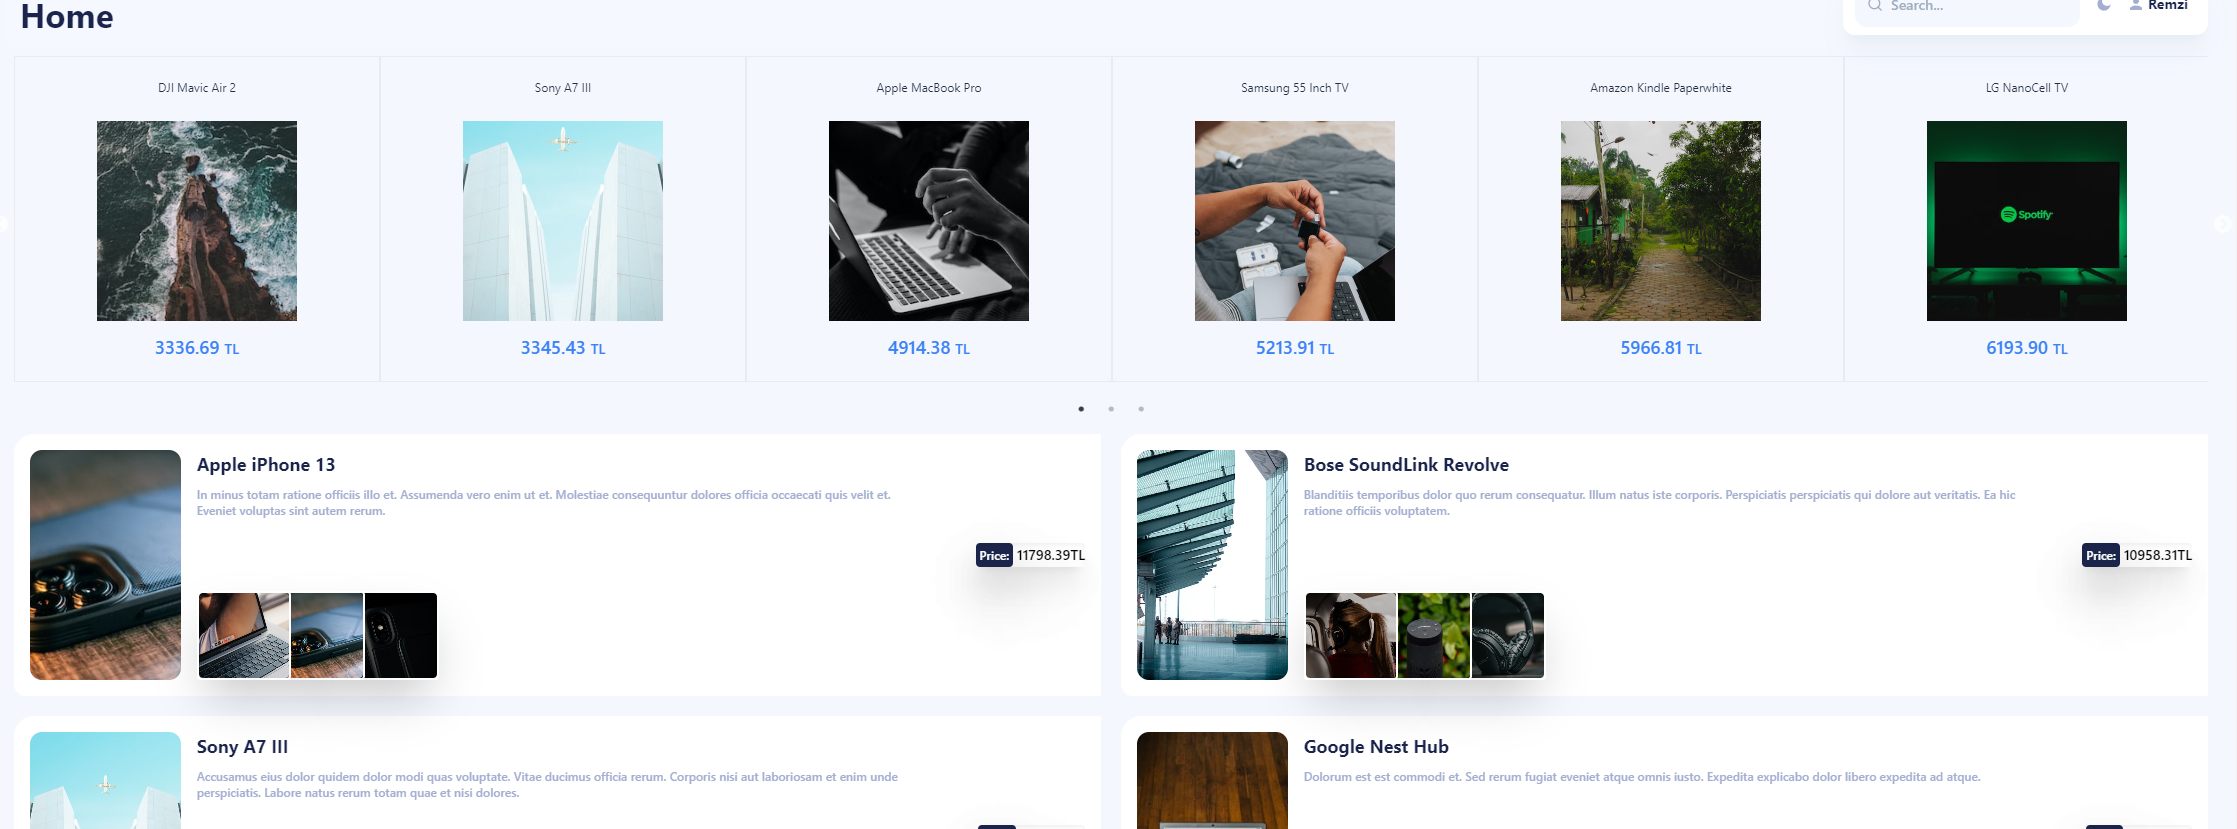 Home
Search...
Remzi
DJI Mavic Air 2
Sony A7 III
Apple MacBook Pro
Samsung 55 Inch TV
Amazon Kindle Paperwhite
LG NanoCell TV
Spotify
3336.69 TL
3345.43 TL
4914.38 TL
5213.91 TL
5966.81 TL
6193.90 TL
Apple iPhone 13
In minus totam ratione officiis illo et. Assumenda vero enim ut et. Molestiae consequuntur dolores officia occaecati quis velit et.
Eveniet voluptas sint autem rerum.
Price: 11798.39TL
Bose SoundLink Revolve
Blanditiis temporibus dolor quo rerum consequatur. Illum natus iste corporis. Perspiciatis perspiciatis qui dolore aut veritatis. Ea hic
ratione officiis voluptatem.
Price: 10958.31TL
Sony A7 III
Accusamus eius dolor quidem dolor modi quas voluptate. Vitae ducimus officia rerum. Corporis nisi aut laboriosam et enim unde
perspiciatis. Labore natus rerum totam quae et nisi dolores.
Google Nest Hub
Dolorum est est commodi et. Sed rerum fugiat eveniet atque omnis iusto. Expedita explicabo dolor libero expedita ad atque.